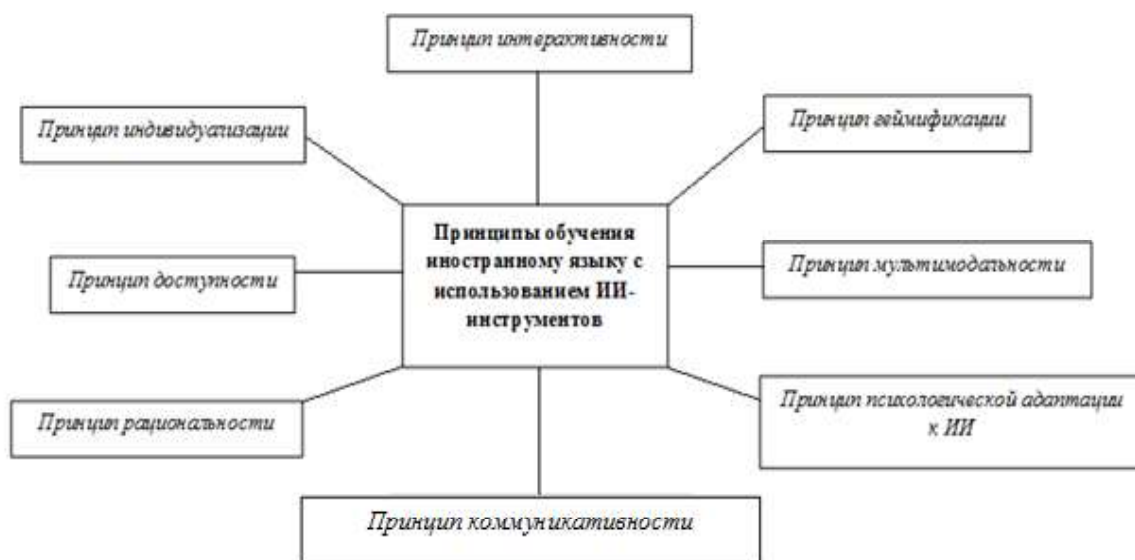 Принцип интерактивности
Принцип индивидуализации
Принцип геймификации
Принципы обучения
иностранному языку с
использованием ИИ-
инструментов
Принцип доступности
Принцип мультимодальности
Принцип рациональности
Принцип психологической адаптации
к ИИ
Принцип коммуникативности